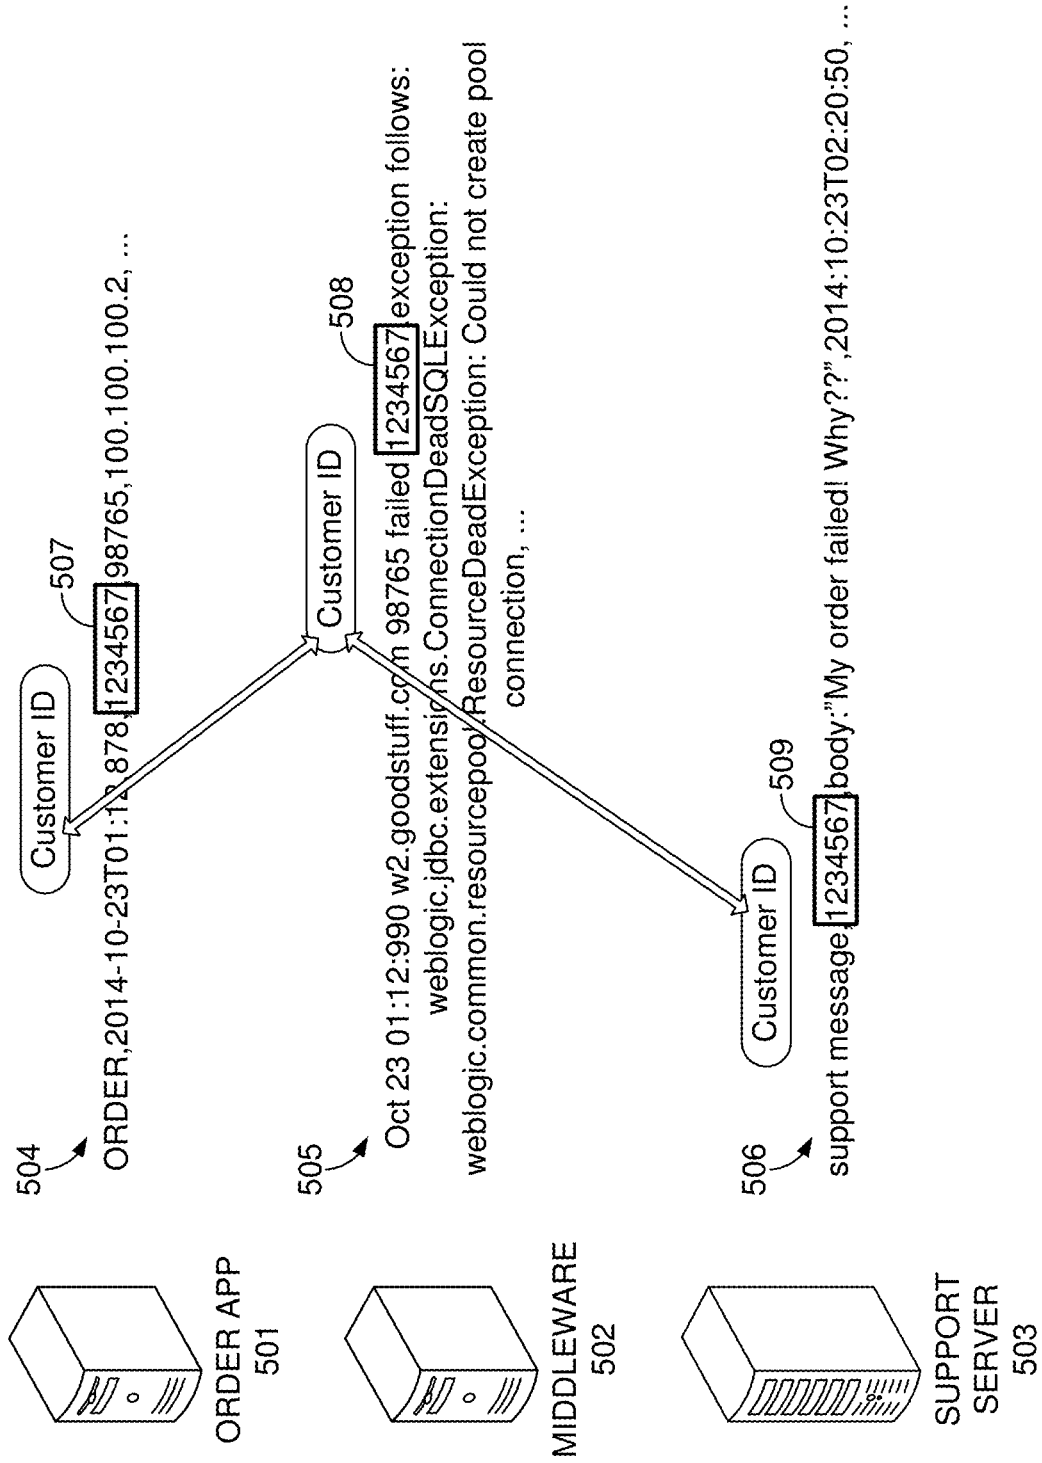 504
Customer ID
507
ORDER,2014-10-23T01:12.878,1234567,98765,100.100.100.2, ...
ORDER APP
501
505
Customer ID
508
Oct 23 01:12:990 w2.goodstuff.com 98765 failed 1234567 exception follows:
weblogic.jdbc.extensions.ConnectionDeadSQLException:
weblogic.common.resourcepool.ResourceDeadException: Could not create pool
connection, ...
MIDDLEWARE
502
506
Customer ID
509
support message,1234567,body:"My order failed! Why??",2014:10:23T02:20:50, ...
SUPPORT
SERVER
503